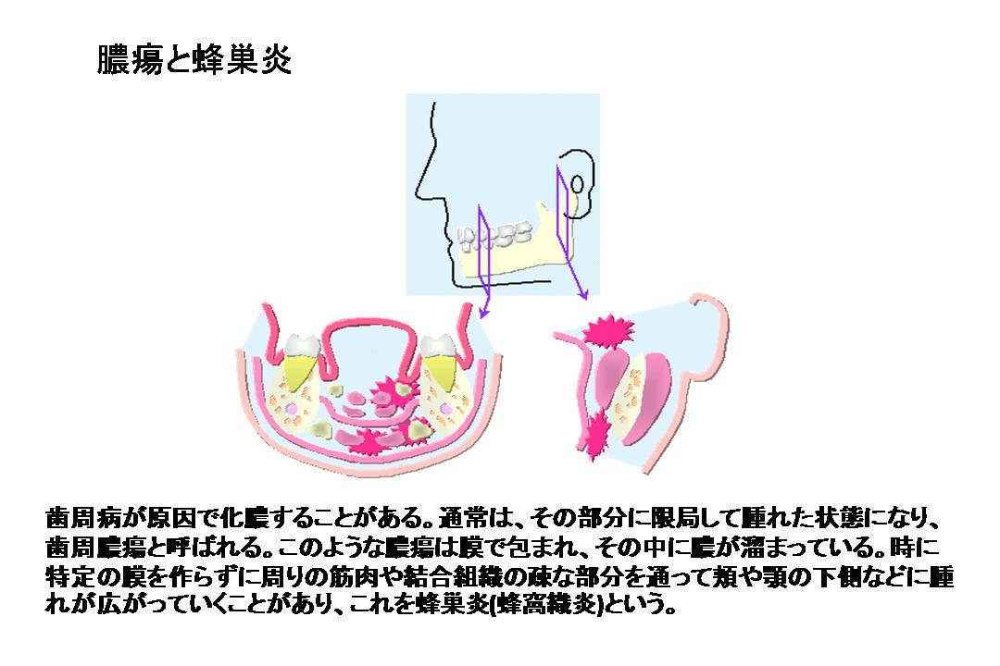 膿瘍と蜂巣炎
歯周病が原因で化膿することがある。通常は、その部分に限局して腫れた状態になり、
歯周膿瘍と呼ばれる。このような膿瘍は膜で包まれ、その中に膿が溜まっている。時に
特定の膜を作らずに周りの筋肉や結合組織の疎な部分を通って頬や顎の下側などに腫
れが広がっていくことがあり、これを蜂巣炎(蜂窩織炎)という。